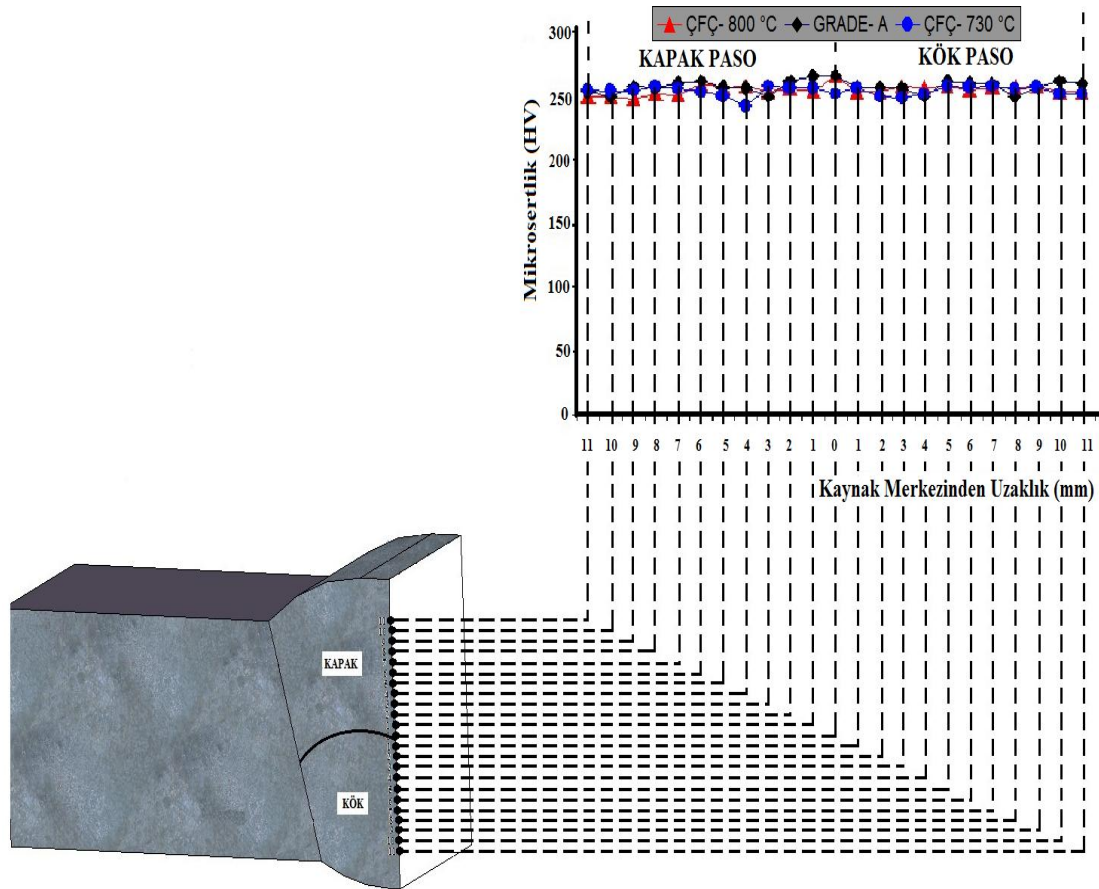 ÇFÇ- 800 °C GRADE- A ÇFÇ- 730 °C
KAPAK PASO KÖK PASO
Mikrosertlik (HV)
300
250
200
150
100
50
0
11 10 9 8 7 6 5 4 3 2 1 0 1 2 3 4 5 6 7 8 9 10 11
Kaynak Merkezinden Uzaklık (mm)
KAPAK
KÖK